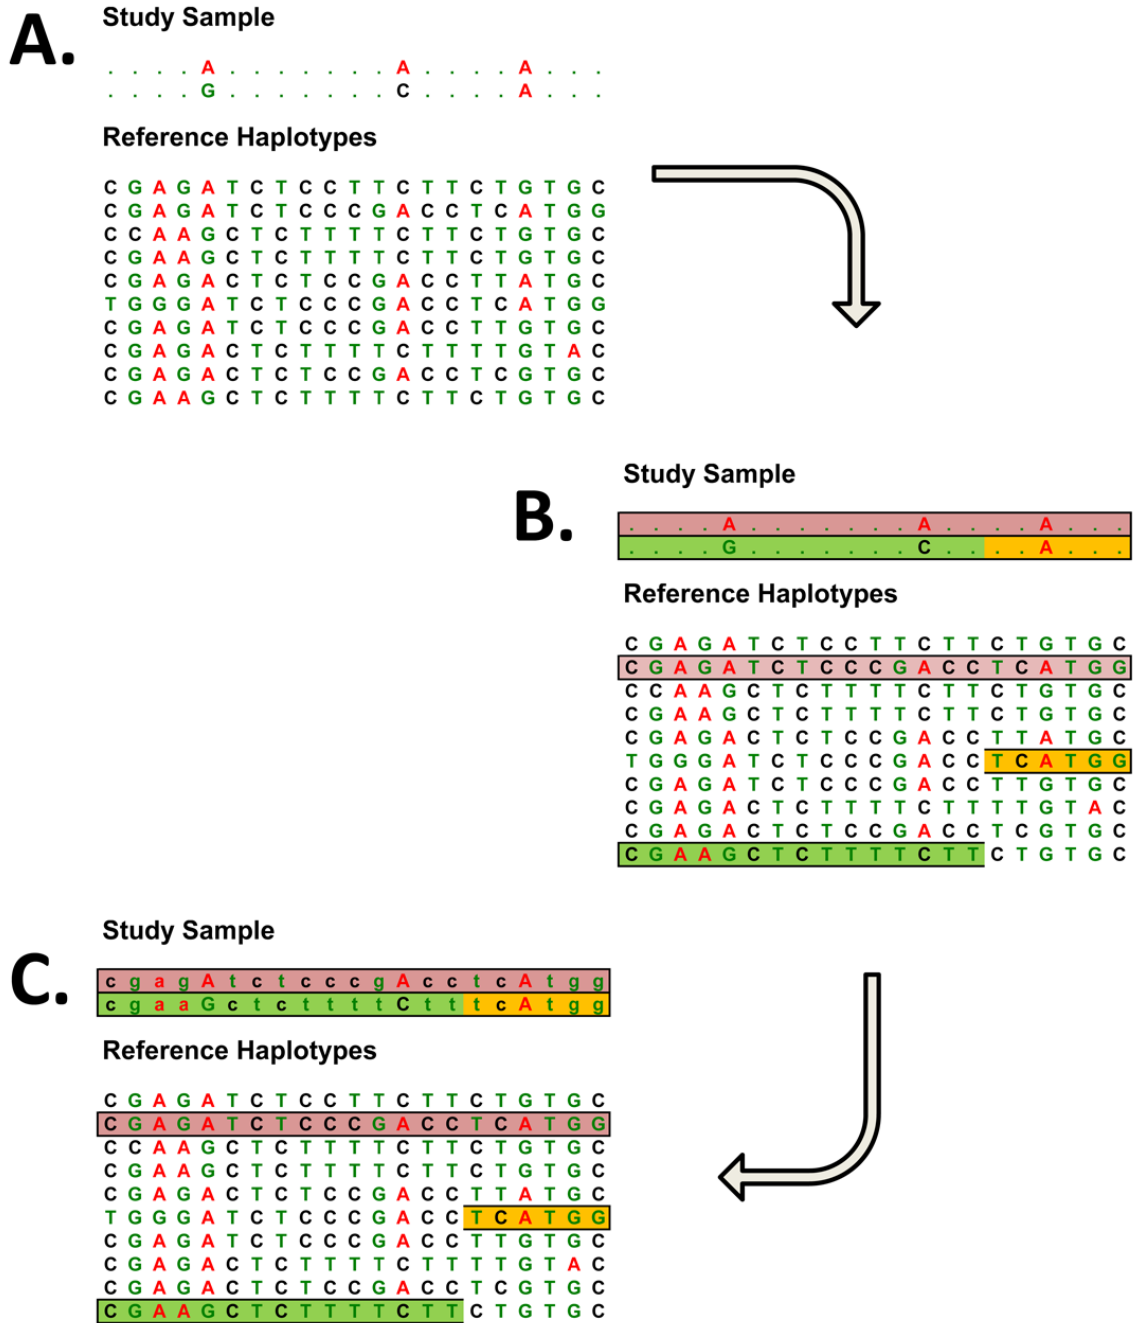 A.
Study Sample
. . . . A . . . . . . . A . . . . A . . .
. . . . G . . . . . . . C . . . . A . . .
Reference Haplotypes
C G A G A T C T C C T T C T T C T G T G C
C G A G A T C T C C C G A C C T C A T G G
C C A A G C T C T T T T C T T C T G T G C
C G A A G C T C T T T T C T T C T G T G C
C G A G A C T C T C C G A C C T T A T G C
T G G G A T C T C C C G A C C T C A T G G
C G A G A T C T C C C G A C C T T G T G C
C G A G A C T C T T T T C T T T T G T A C
C G A G A C T C T C C G A C C T C G T G C
C G A A G C T C T T T T C T T C T G T G C
B.
Study Sample
. . . . A . . . . . . . A . . . . A . . .
. . . . G . . . . . . . C . . . . A . . .
Reference Haplotypes
C G A G A T C T C C T T C T T C T G T G C
C G A G A T C T C C C G A C C T C A T G G
C C A A G C T C T T T T C T T C T G T G C
C G A A G C T C T T T T C T T C T G T G C
C G A G A C T C T C C G A C C T T A T G C
T G G G A T C T C C C G A C C T C A T G G
C G A G A T C T C C C G A C C T T G T G C
C G A G A C T C T T T T C T T T T G T A C
C G A G A C T C T C C G A C C T C G T G C
C G A A G C T C T T T T C T T C T G T G C
C.
Study Sample
c g a g A t c t c c c g A c c t c A t g g
c g a a G c t c t t t t C t t t c A t g g
Reference Haplotypes
C G A G A T C T C C T T C T T C T G T G C
C G A G A T C T C C C G A C C T C A T G G
C C A A G C T C T T T T C T T C T G T G C
C G A A G C T C T T T T C T T C T G T G C
C G A G A C T C T C C G A C C T T A T G C
T G G G A T C T C C C G A C C T C A T G G
C G A G A T C T C C C G A C C T T G T G C
C G A G A C T C T T T T C T T T T G T A C
C G A G A C T C T C C G A C C T C G T G C
C G A A G C T C T T T T C T T C T G T G C